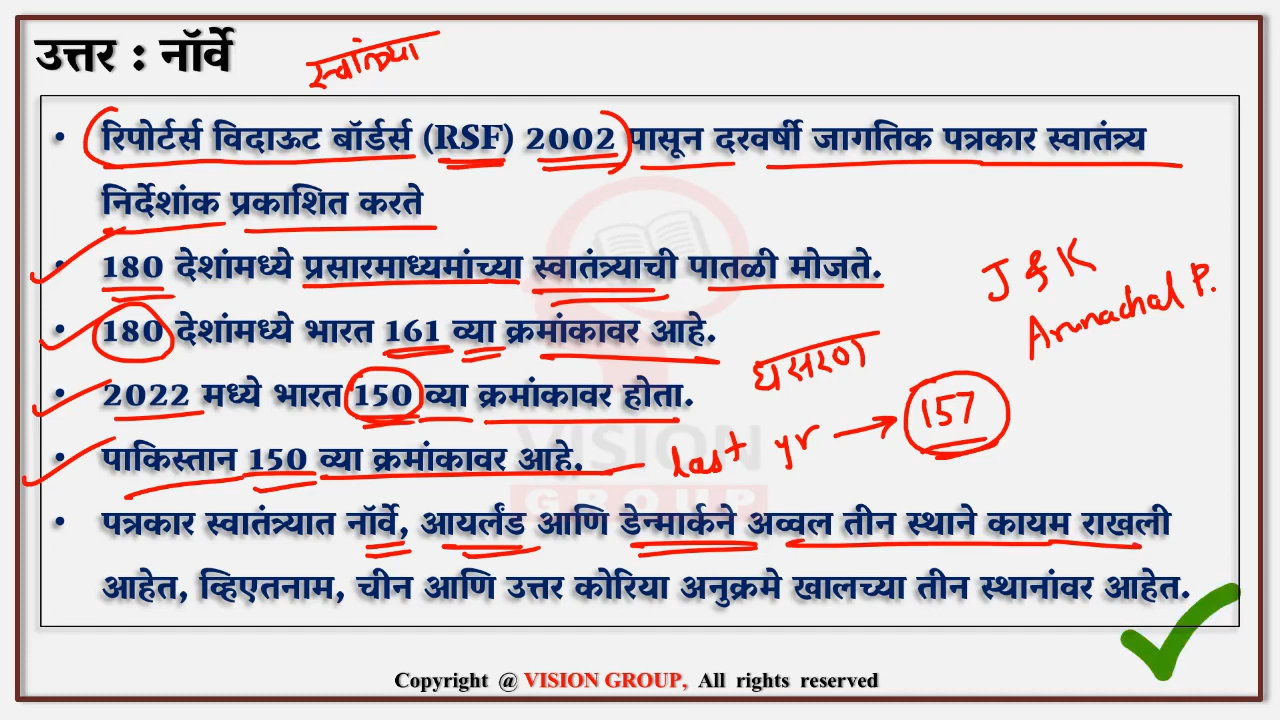 उत्तर : नॉर्वे
स्वातंत्र्या
• रिपोर्टर्स विदाऊट बॉर्डर्स (RSF) 2002 पासून दरवर्षी जागतिक पत्रकार स्वातंत्र्य
निर्देशांक प्रकाशित करते
• 180 देशांमध्ये प्रसारमाध्यमांच्या स्वातंत्र्याची पातळी मोजते.
J & K
Arunachal P.
• 180 देशांमध्ये भारत 161 व्या क्रमांकावर आहे.
घसरण
• 2022 मध्ये भारत 150 व्या क्रमांकावर होता.
last yr → 157
• पाकिस्तान 150 व्या क्रमांकावर आहे.
VISION
GROUP
• पत्रकार स्वातंत्र्यात नॉर्वे, आयर्लंड आणि डेन्मार्कने अव्वल तीन स्थाने कायम राखली
आहेत, व्हिएतनाम, चीन आणि उत्तर कोरिया अनुक्रमे खालच्या तीन स्थानांवर आहेत.
Copyright @ VISION GROUP, All rights reserved